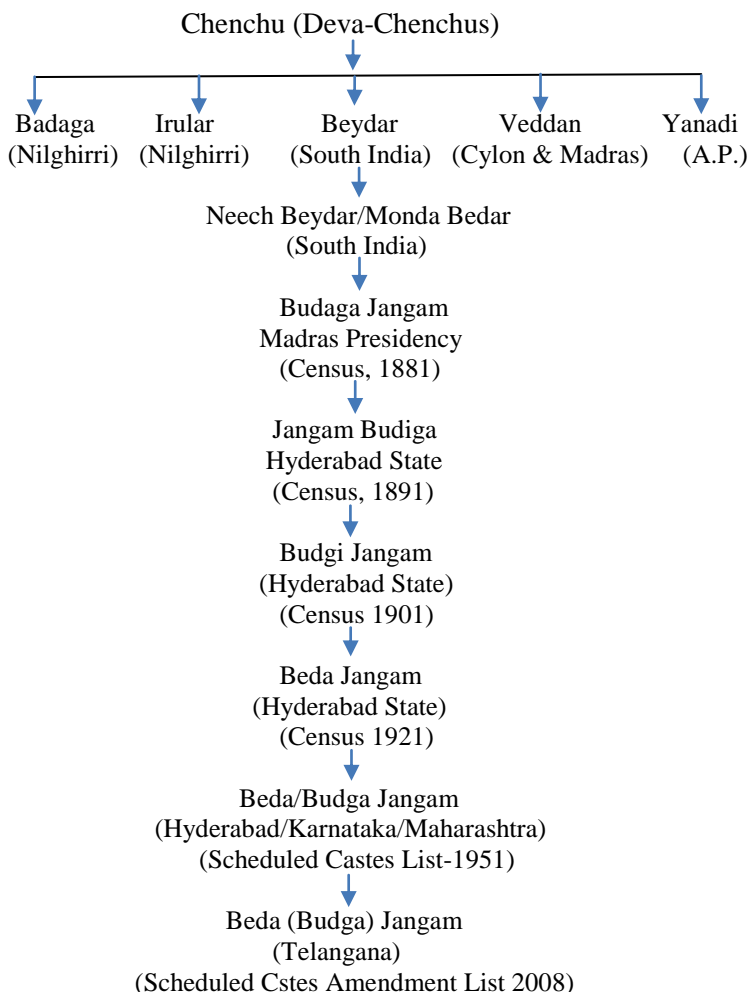 Chenchu (Deva-Chenchus)
Badaga Irular Beydar Veddan Yanadi
(Nilghirri) (Nilghirri) (South India) (Cylon & Madras) (A.P.)
Neech Beydar/Monda Bedar
(South India)
Budaga Jangam
Madras Presidency
(Census, 1881)
Jangam Budiga
Hyderabad State
(Census, 1891)
Budgi Jangam
(Hyderabad State)
(Census 1901)
Beda Jangam
(Hyderabad State)
(Census 1921)
Beda/Budga Jangam
(Hyderabad/Karnataka/Maharashtra)
(Scheduled Castes List-1951)
Beda (Budga) Jangam
(Telangana)
(Scheduled Cstes Amendment List 2008)